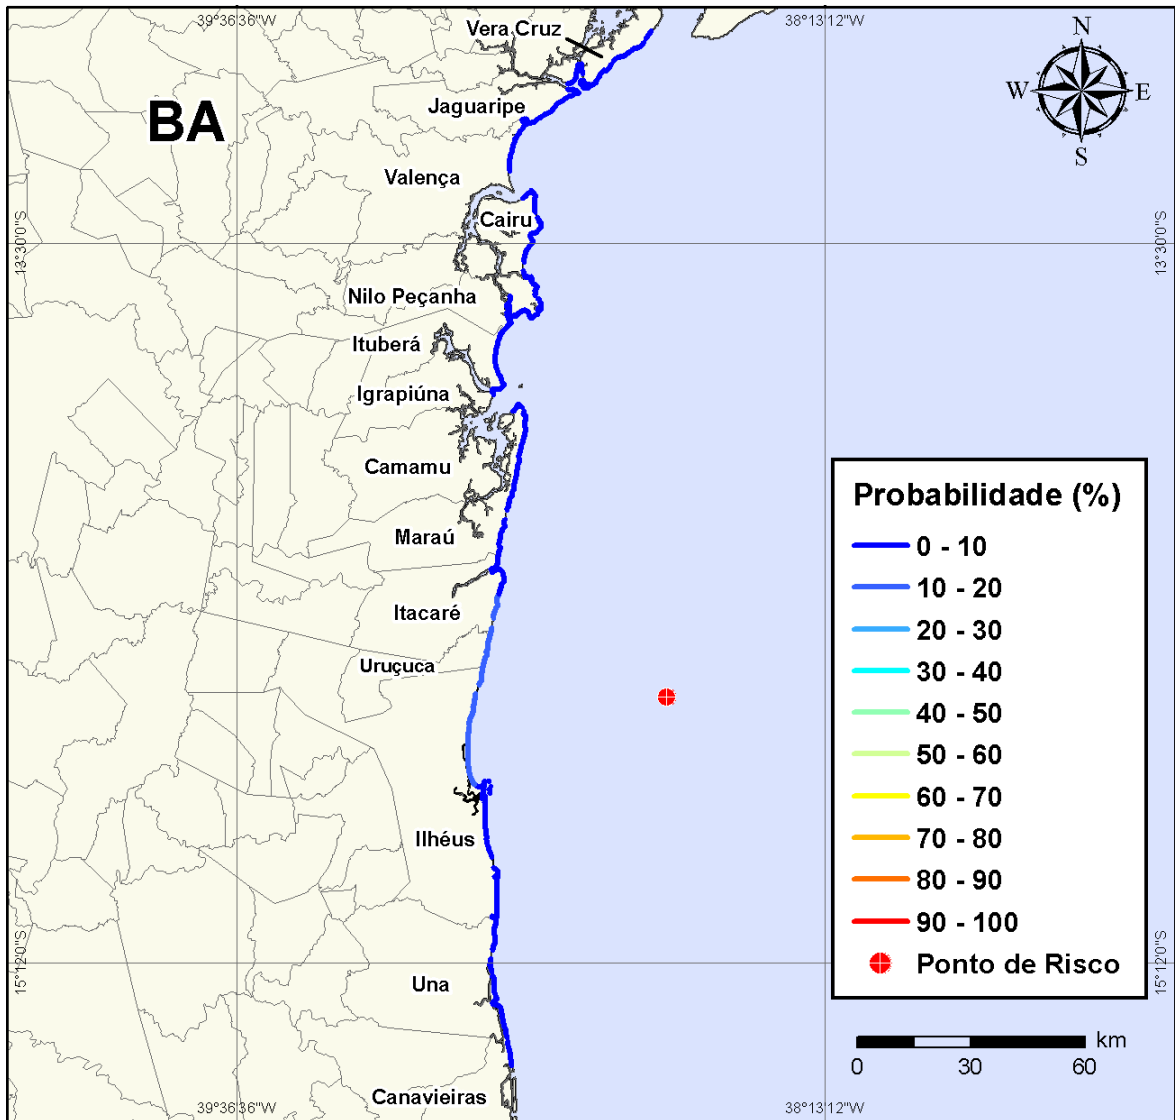 39°36'36"W
38°13'12"W
Vera Cruz
N
W
E
S
BA
Jaguaripe
Valença
Cairu
13°30'0"S
13°30'0"S
Nilo Peçanha
Ituberá
Igrapiúna
Camamu
Maraú
Itacaré
Uruçuca
Ilhéus
Una
Canavieiras
Probabilidade (%)
0 - 10
10 - 20
20 - 30
30 - 40
40 - 50
50 - 60
60 - 70
70 - 80
80 - 90
90 - 100
Ponto de Risco
15°12'0"S
15°12'0"S
km
0 30 60
39°36'36"W
38°13'12"W